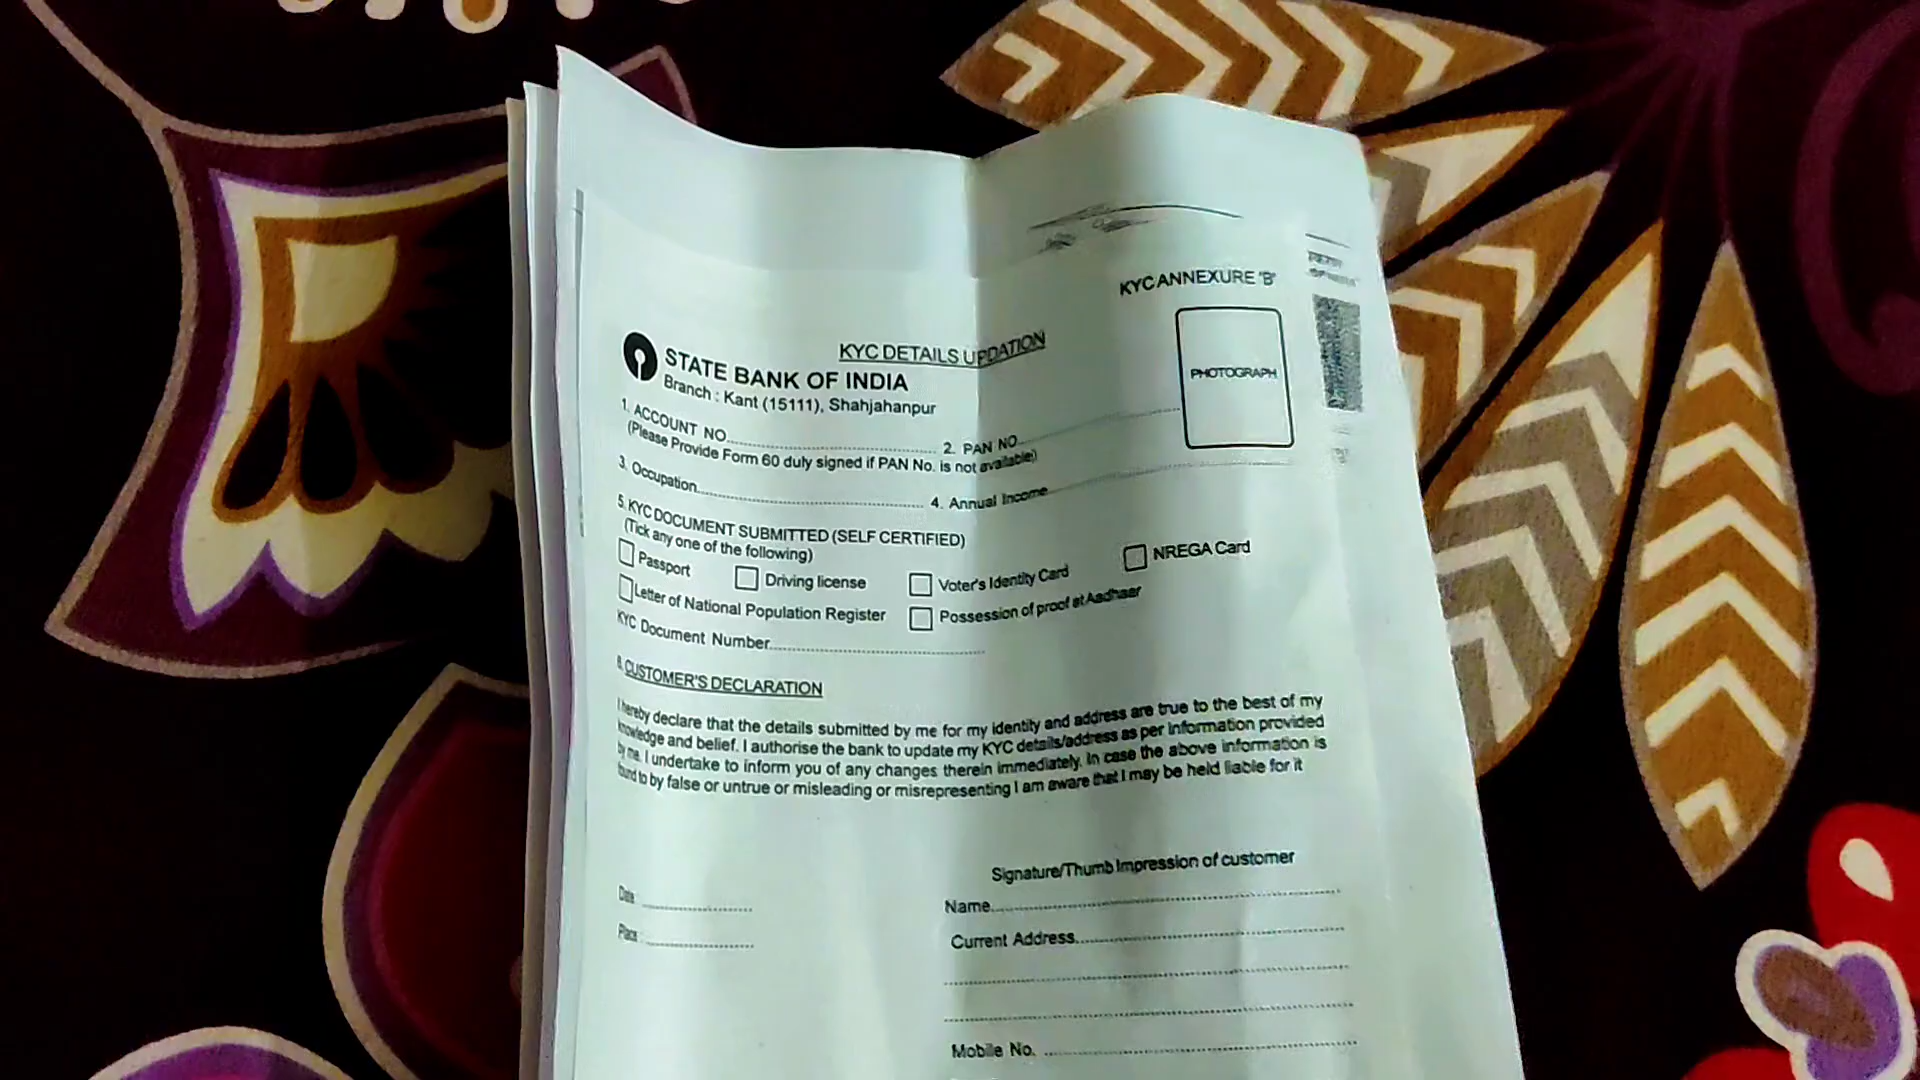 KYC ANNEXURE 'B'
KYC DETAILS UPDATION
STATE BANK OF INDIA
Branch : Kant (15111), Shahjahanpur
PHOTOGRAPH
1. ACCOUNT NO. 2. PAN NO.
(Please Provide Form 60 duly signed if PAN No. is not available)
3. Occupation 4. Annual Income
5. KYC DOCUMENT SUBMITTED (SELF CERTIFIED)
(Tick any one of the following)
Passport Driving license Voter's Identity Card NREGA Card
Letter of National Population Register Possession of proof at Aadhaar
KYC Document Number
CUSTOMER'S DECLARATION
I hereby declare that the details submitted by me for my identity and address are true to the best of my
knowledge and belief. I authorise the bank to update my KYC details/address as per information provided
by me. I undertake to inform you of any changes therein immediately. In case the above information is
found to by false or untrue or misleading or misrepresenting I am aware that I may be held liable for it
Signature/Thumb Impression of customer
Date
Name
Place :
Current Address
Mobile No.